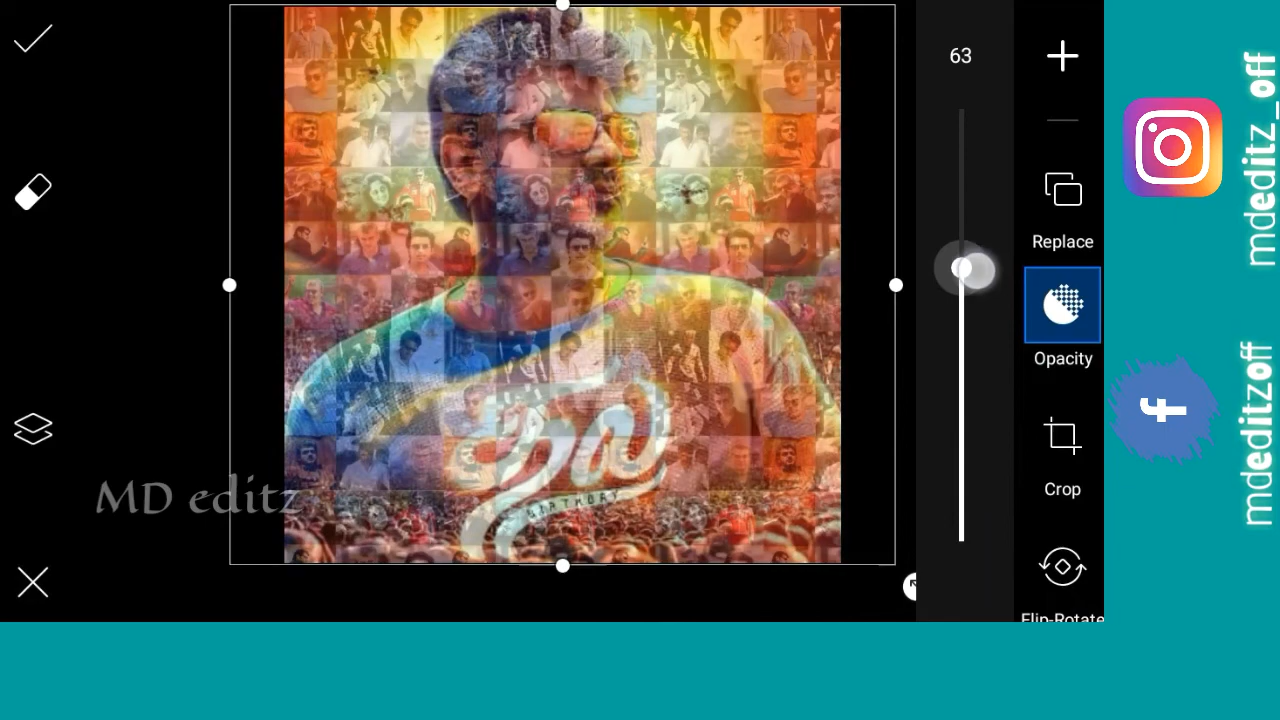 63
Replace
Opacity
Crop
Flip-Rotate
MD editz
BIRTHDAY
mdeditz_off
mdeditzoff